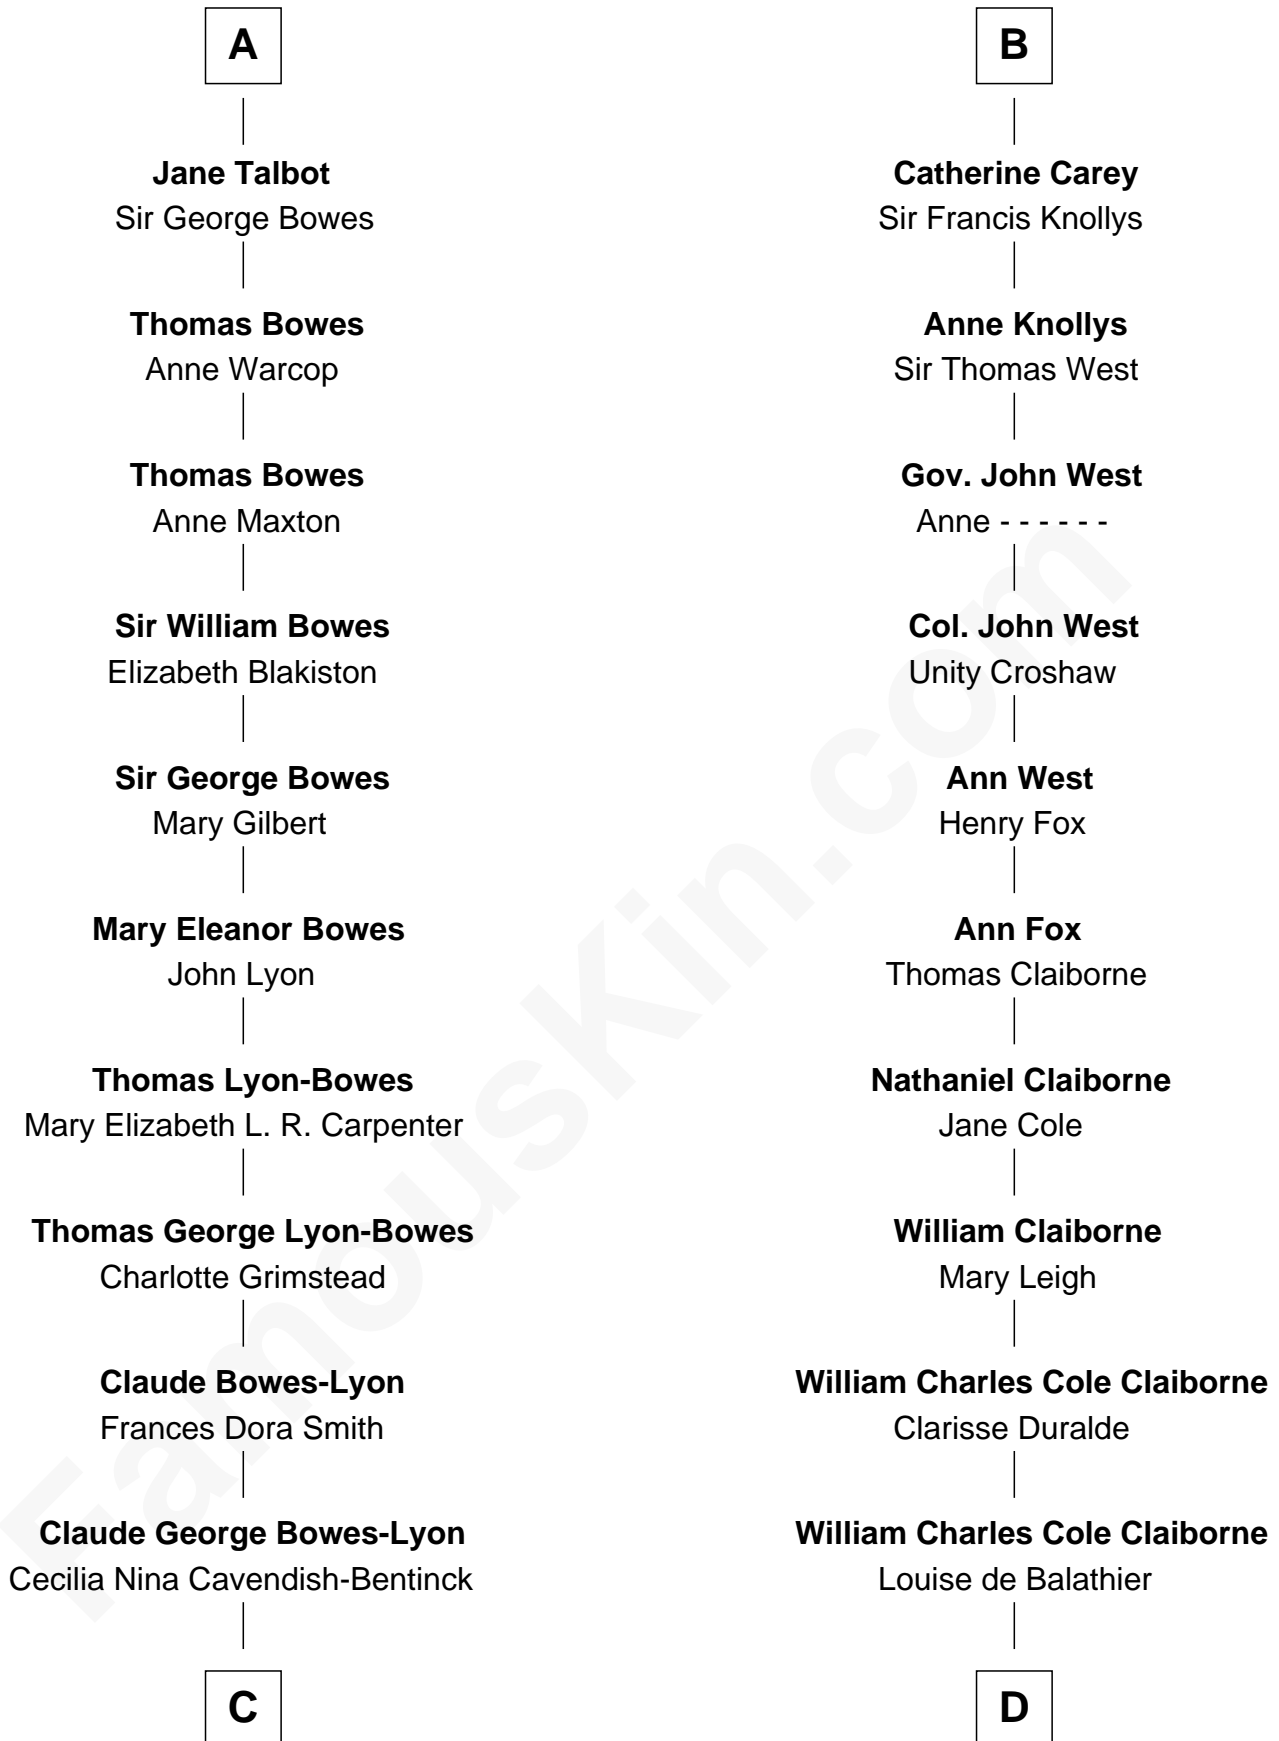 A
Jane Talbot
Sir George Bowes
Thomas Bowes
Anne Warcop
Thomas Bowes
Anne Maxton
Sir William Bowes
Elizabeth Blakiston
Sir George Bowes
Mary Gilbert
Mary Eleanor Bowes
John Lyon
Thomas Lyon-Bowes
Mary Elizabeth L. R. Carpenter
Thomas George Lyon-Bowes
Charlotte Grimstead
Claude Bowes-Lyon
Frances Dora Smith
Claude George Bowes-Lyon
Cecilia Nina Cavendish-Bentinck
C
B
Catherine Carey
Sir Francis Knollys
Anne Knollys
Sir Thomas West
Gov. John West
Anne - - - - - -
Col. John West
Unity Croshaw
Ann West
Henry Fox
Ann Fox
Thomas Claiborne
Nathaniel Claiborne
Jane Cole
William Claiborne
Mary Leigh
William Charles Cole Claiborne
Clarisse Duralde
William Charles Cole Claiborne
Louise de Balathier
D
FamousKin.com